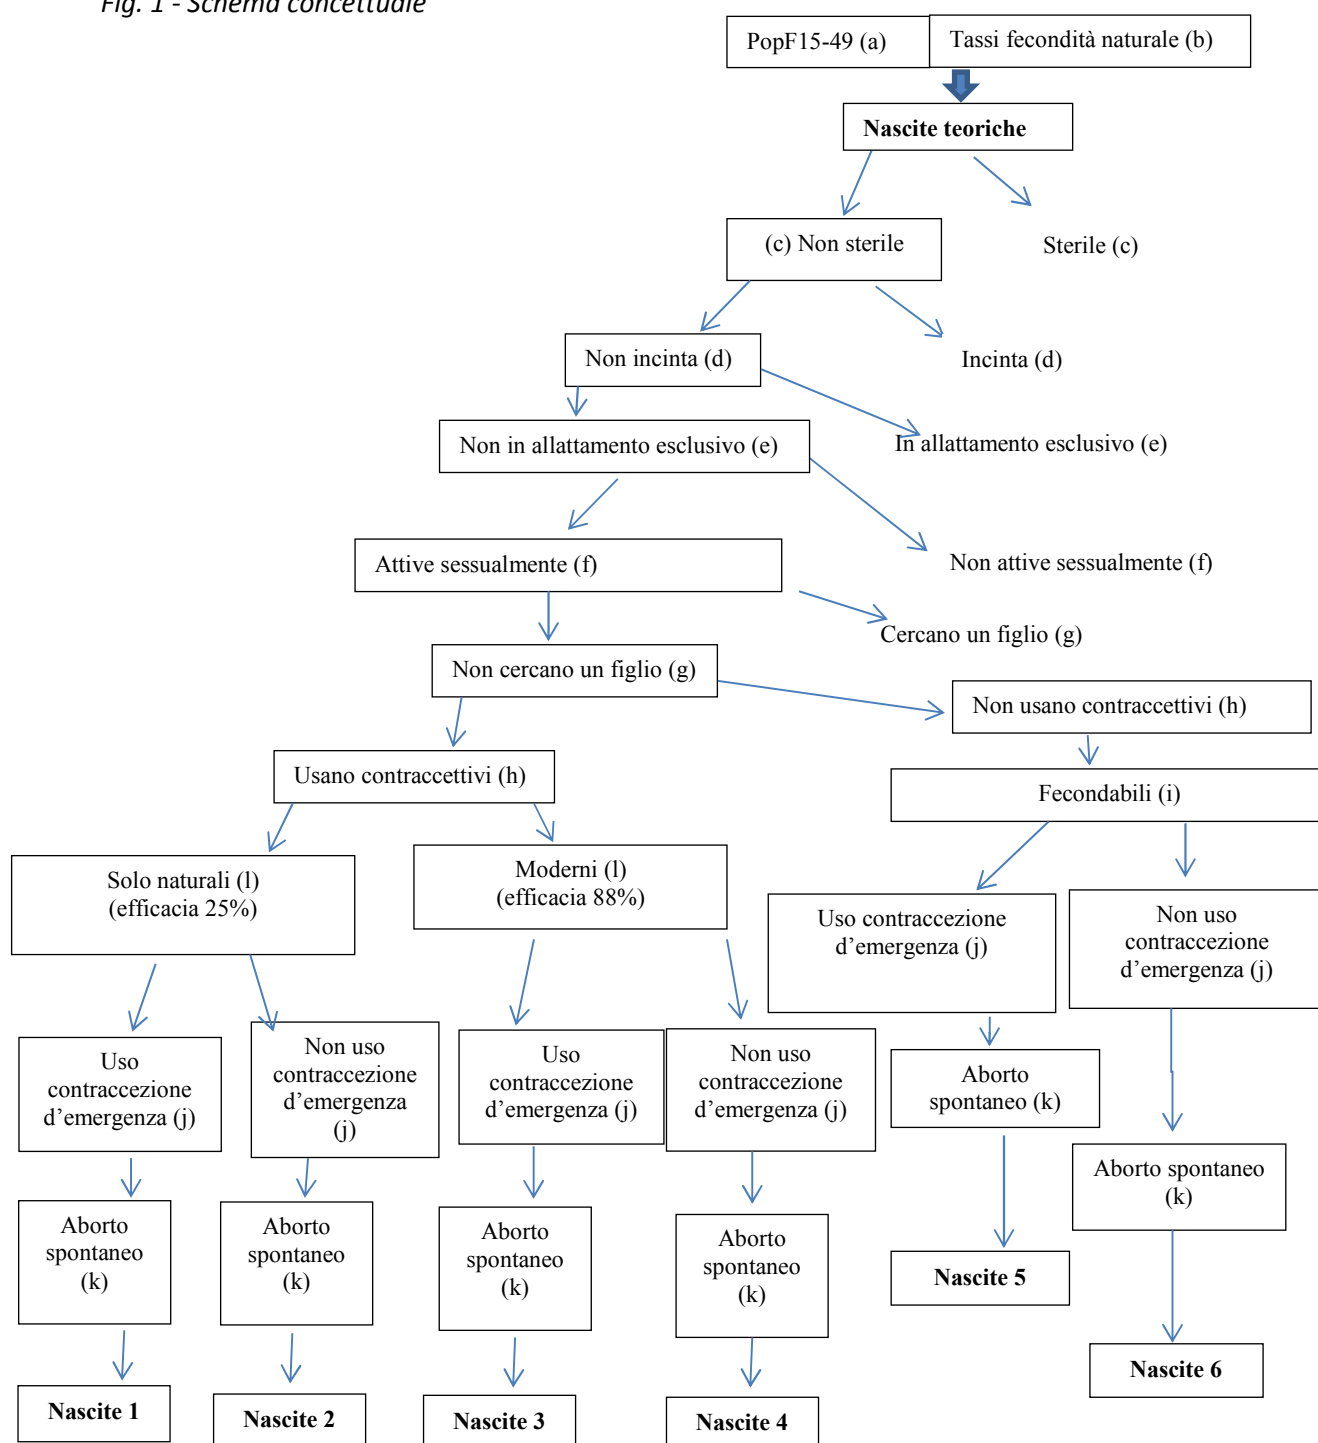 Fig. 1 - Schema concettuale
PopF15-49 (a)
Tassi fecondità naturale (b)
Nascite teoriche
(c) Non sterile
Sterile (c)
Non incinta (d)
Incinta (d)
Non in allattamento esclusivo (e)
In allattamento esclusivo (e)
Attive sessualmente (f)
Non attive sessualmente (f)
Cercano un figlio (g)
Non cercano un figlio (g)
Non usano contraccettivi (h)
Usano contraccettivi (h)
Fecondabili (i)
Solo naturali (l)
(efficacia 25%)
Moderni (l)
(efficacia 88%)
Uso contraccezione
d’emergenza (j)
Non uso
contraccezione
d’emergenza (j)
Uso
contraccezione
d’emergenza (j)
Non uso
contraccezione
d’emergenza
(j)
Uso
contraccezione
d’emergenza (j)
Non uso
contraccezione
d’emergenza (j)
Aborto
spontaneo (k)
Aborto spontaneo
(k)
Aborto
spontaneo
(k)
Aborto
spontaneo
(k)
Aborto
spontaneo
(k)
Aborto
spontaneo
(k)
Nascite 5
Nascite 6
Nascite 1
Nascite 2
Nascite 3
Nascite 4